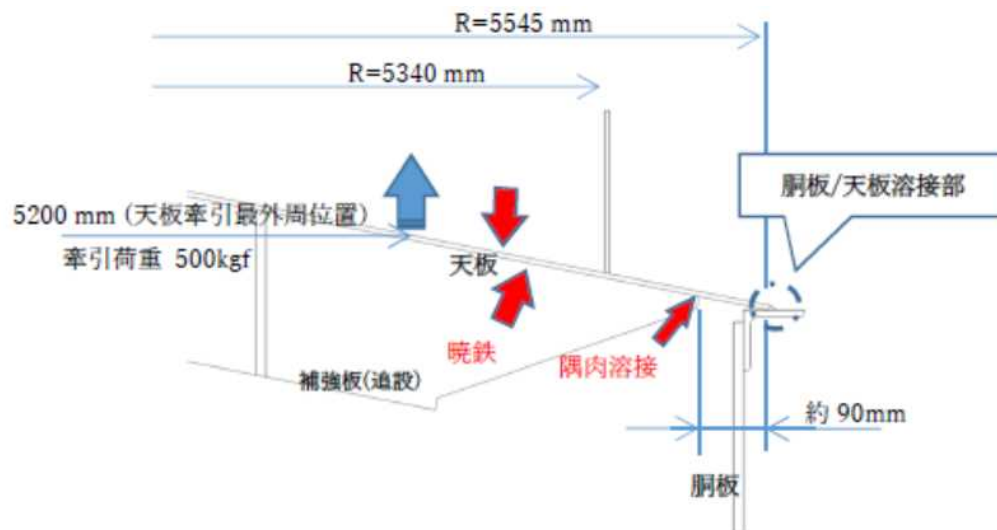 R=5545 mm
R=5340 mm
胴板/天板溶接部
5200 mm (天板牽引最外周位置)
牽引荷重 500kgf
天板
暁鉄
隅肉溶接
補強板(追設)
約 90mm
胴板